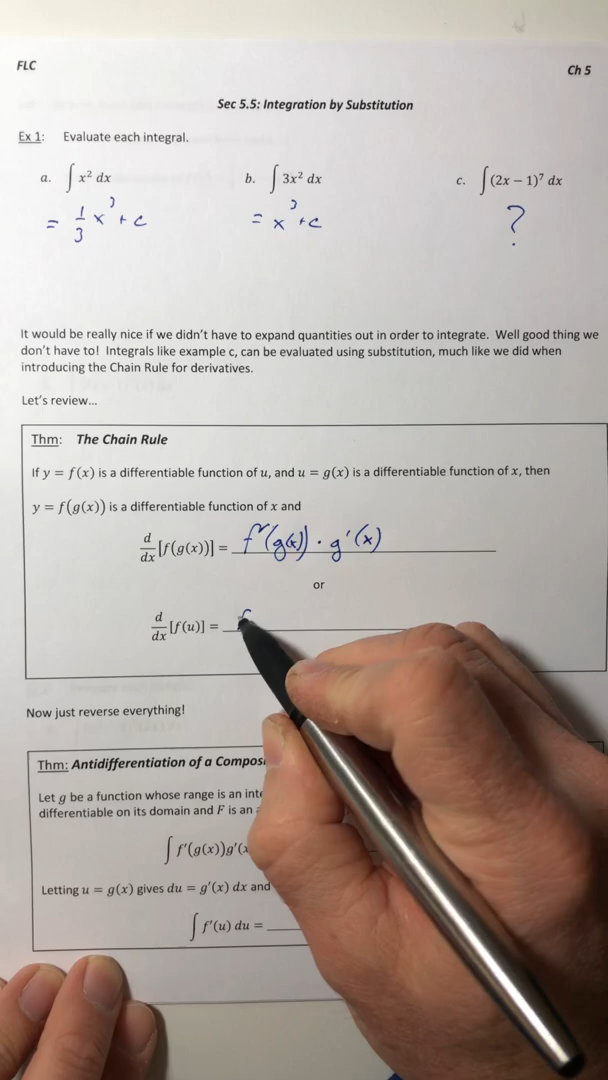 FLC
Ch 5
Sec 5.5: Integration by Substitution
Ex 1: Evaluate each integral.
a. ∫ x² dx b. ∫ 3x² dx c. ∫ (2x − 1)⁷ dx
= 1/3 x³ + c = x³ + c ?
It would be really nice if we didn't have to expand quantities out in order to integrate. Well good thing we
don't have to! Integrals like example c, can be evaluated using substitution, much like we did when
introducing the Chain Rule for derivatives.
Let's review...
Thm: The Chain Rule
If y = f(x) is a differentiable function of u, and u = g(x) is a differentiable function of x, then
y = f(g(x)) is a differentiable function of x and
d/dx [f(g(x))] = f'(g(x)) · g'(x)
or
d/dx [f(u)] = f
Now just reverse everything!
Thm: Antidifferentiation of a
Let g be a function whose range is an
differentiable on its domain and F is an
∫ f'(g(x))g'(x
Letting u = g(x) gives du = g'(x) dx and
∫ f'(u) du =